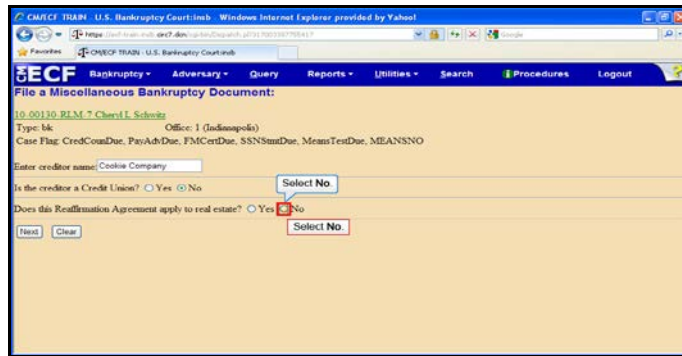 CM/ECF TRAIN - U.S. Bankruptcy Court:insb - Windows Internet Explorer provided by Yahoo!
Google
Favorites CM/ECF TRAIN - U.S. Bankruptcy Court:insb
ECF Bankruptcy Adversary Query Reports Utilities Search Procedures Logout ?
File a Miscellaneous Bankruptcy Document:
10-00130-RLM-7 Cheryl L Schwitz
Type: bk Office: 1 (Indianapolis)
Case Flag: CredCounDue, PayAdvDue, FMCertDue, SSNStmtDue, MeansTestDue, MEANSNO
Enter creditor name: Cookie Company
Is the creditor a Credit Union? Yes No
Select No.
Does this Reaffirmation Agreement apply to real estate? Yes No
Next Clear
Select No.